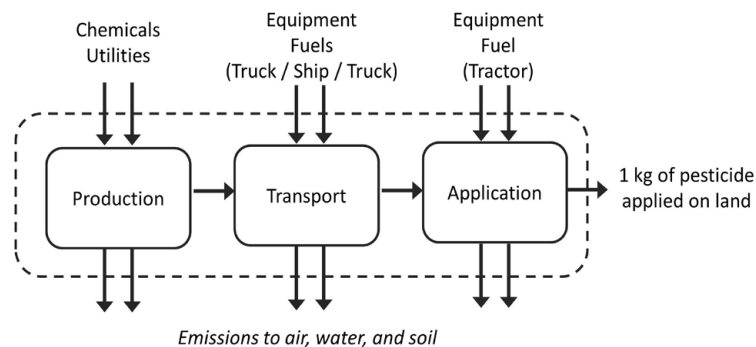 Chemicals
Utilities
Equipment
Fuels
(Truck / Ship / Truck)
Equipment
Fuel
(Tractor)
Production
Transport
Application
1 kg of pesticide
applied on land
Emissions to air, water, and soil